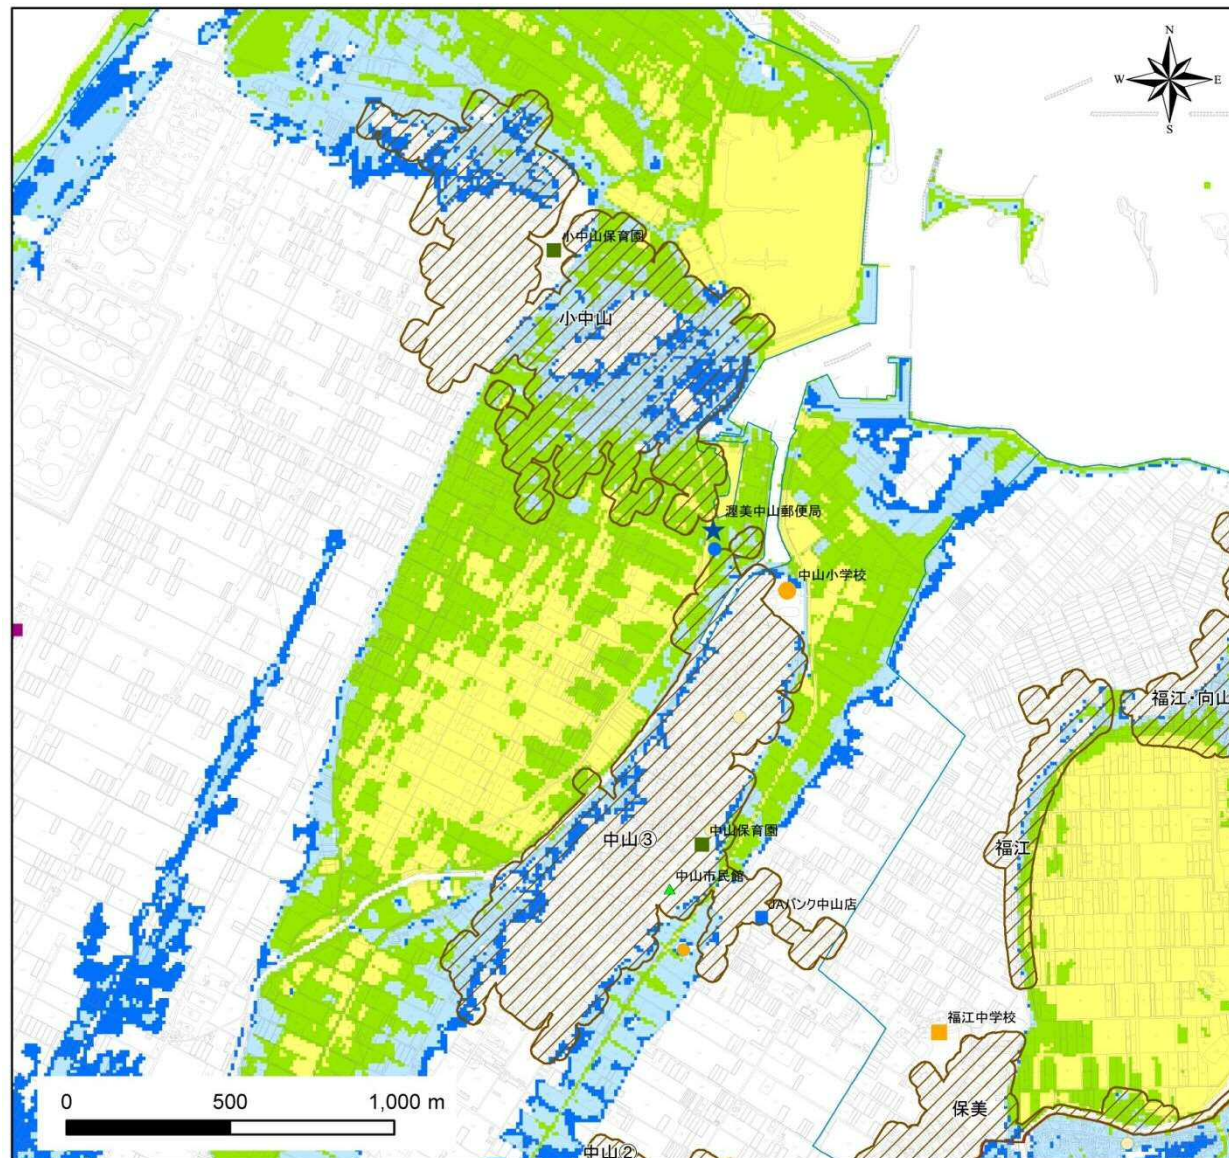 N
W E
S
小中山保育園
小中山
渥美中山郵便局
中山小学校
福江・向山
中山③
中山保育園
福江
中山市民館
JAバンク中山店
福江中学校
0 500 1,000 m
保美
中山②